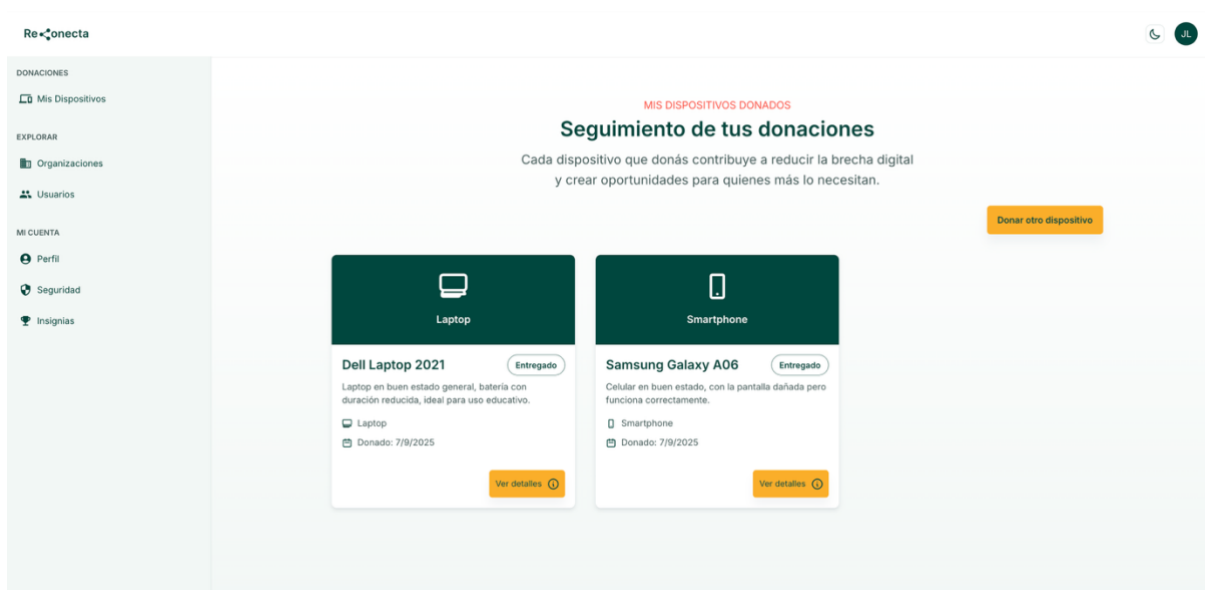 Reconecta
JL
DONACIONES
Mis Dispositivos
EXPLORAR
Organizaciones
Usuarios
MI CUENTA
Perfil
Seguridad
Insignias
MIS DISPOSITIVOS DONADOS
Seguimiento de tus donaciones
Cada dispositivo que donás contribuye a reducir la brecha digital
y crear oportunidades para quienes más lo necesitan.
Donar otro dispositivo
Laptop
Dell Laptop 2021
Entregado
Laptop en buen estado general, batería con
duración reducida, ideal para uso educativo.
Laptop
Donado: 7/9/2025
Ver detalles
Smartphone
Samsung Galaxy A06
Entregado
Celular en buen estado, con la pantalla dañada pero
funciona correctamente.
Smartphone
Donado: 7/9/2025
Ver detalles